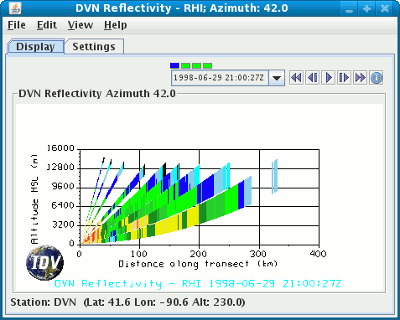 DVN Reflectivity - RHI; Azimuth: 42.0
File Edit View Help
Display Settings
1998-06-29 21:00:27Z
DVN Reflectivity Azimuth 42.0
16000
12800
9600
6400
3200
0
Altitude MSL (m)
0 100 200 300 400
Distance along transect (km)
IDV
DVN Reflectivity - RHI 1998-06-29 21:00:27Z
Station: DVN (Lat: 41.6 Lon: -90.6 Alt: 230.0)